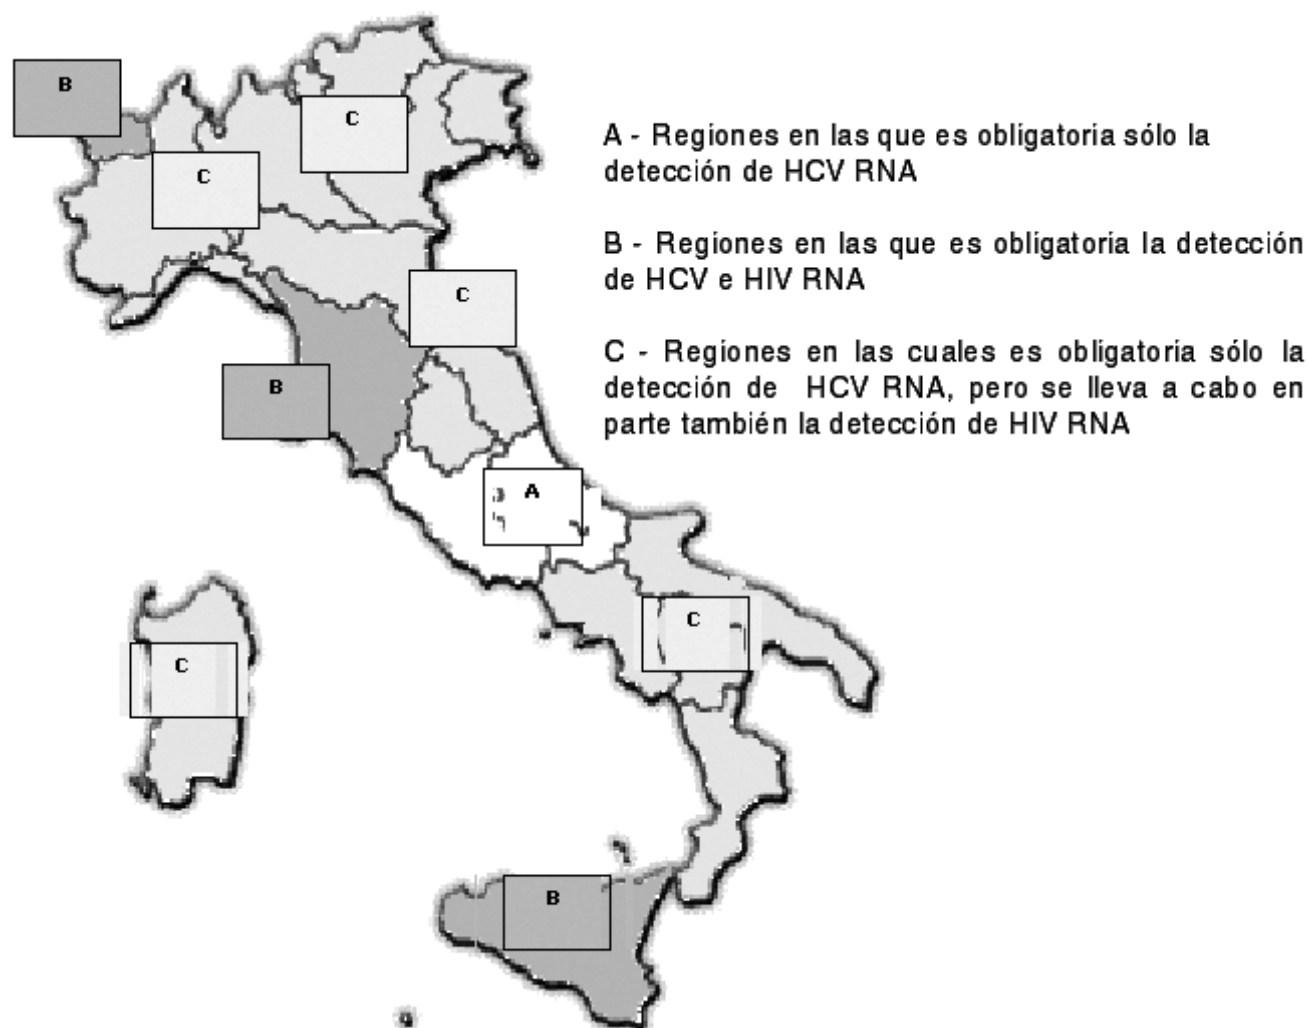 B
C
C
C
B
A
C
C
B
A - Regiones en las que es obligatoria sólo la
detección de HCV RNA
B - Regiones en las que es obligatoria la detección
de HCV e HIV RNA
C - Regiones en las cuales es obligatoria sólo la
detección de HCV RNA, pero se lleva a cabo en
parte también la detección de HIV RNA